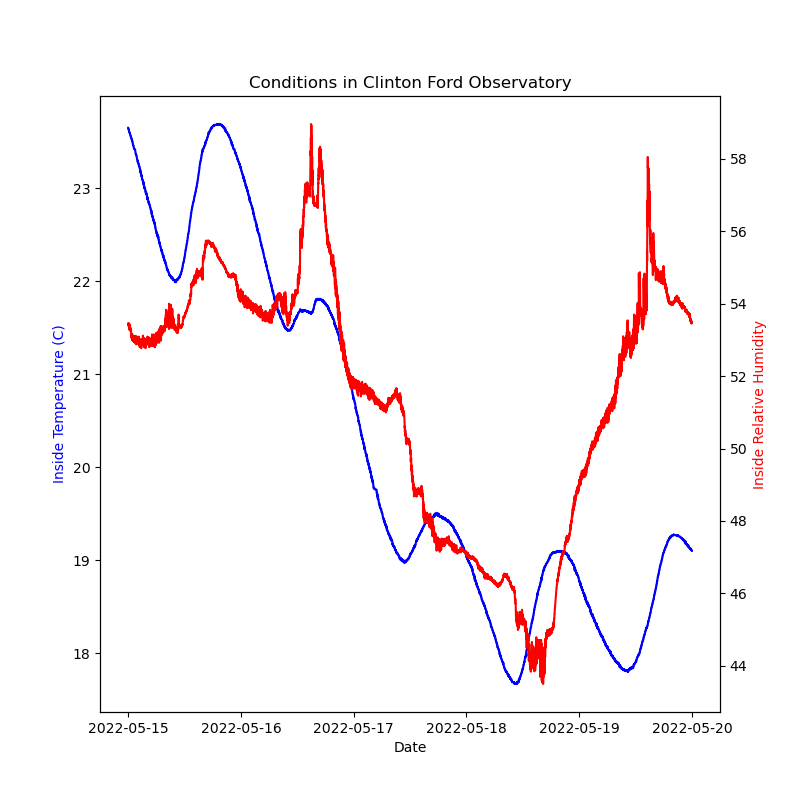 Conditions in Clinton Ford Observatory
23
22
21
20
19
18
Inside Temperature (C)
58
56
54
52
50
48
46
44
Inside Relative Humidity
2022-05-15 2022-05-16 2022-05-17 2022-05-18 2022-05-19 2022-05-20
Date